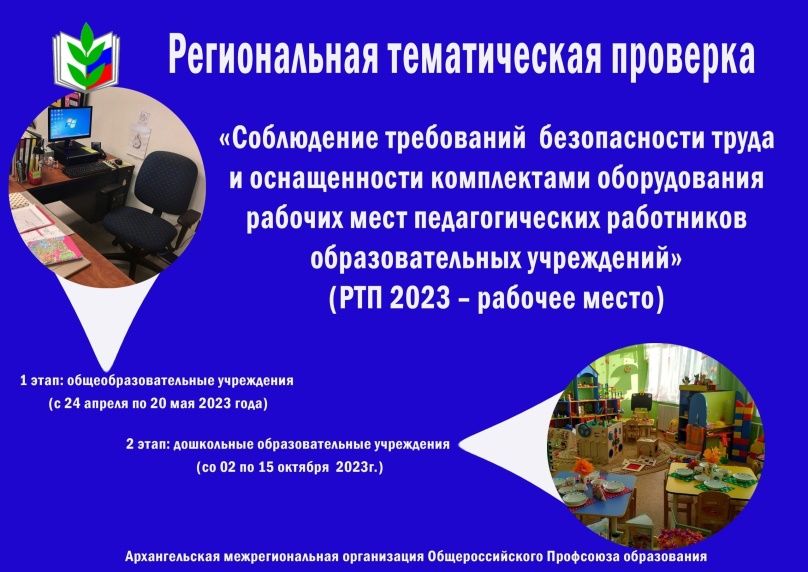 Региональная тематическая проверка
«Соблюдение требований безопасности труда
и оснащенности комплектами оборудования
рабочих мест педагогических работников
образовательных учреждений»
(РТП 2023 – рабочее место)
1 этап: общеобразовательные учреждения
(с 24 апреля по 20 мая 2023 года)
2 этап: дошкольные образовательные учреждения
(со 02 по 15 октября 2023г.)
Архангельская межрегиональная организация Общероссийского Профсоюза образования